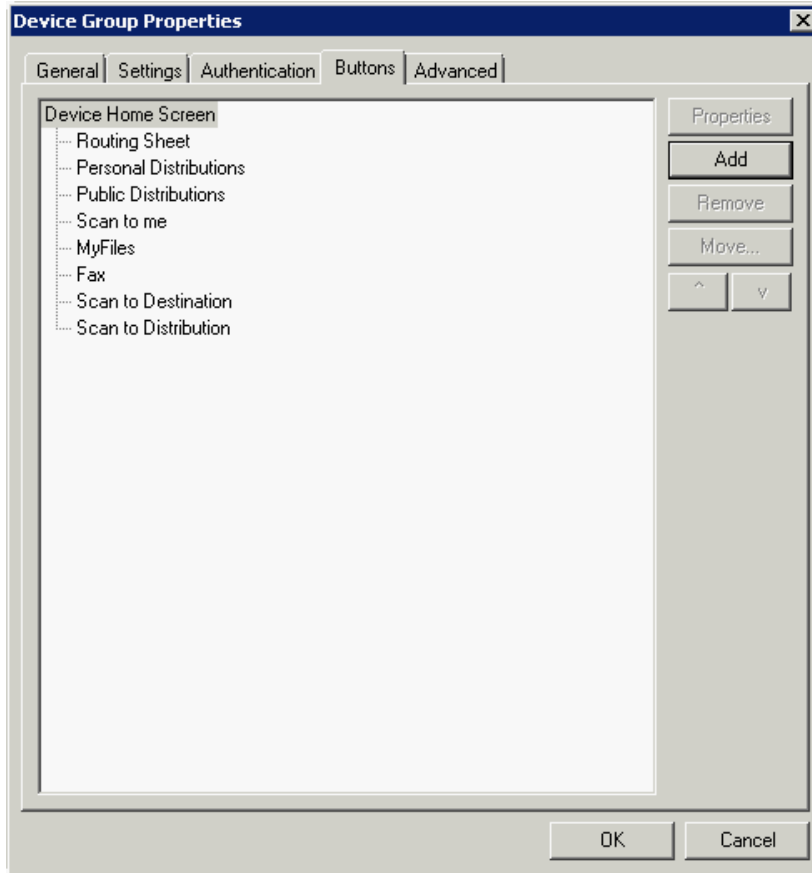 Device Group Properties
General Settings Authentication Buttons Advanced
Device Home Screen
Routing Sheet
Personal Distributions
Public Distributions
Scan to me
MyFiles
Fax
Scan to Destination
Scan to Distribution
Properties
Add
Remove
Move...
^ v
OK Cancel